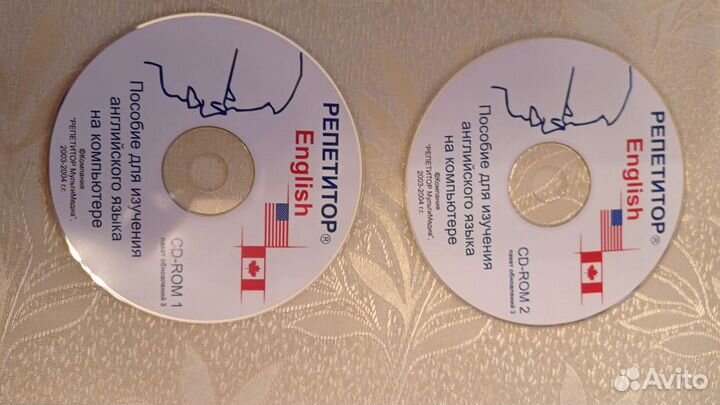 РЕПЕТИТОР®
English
Пособие для изучения
английского языка
на компьютере
©Компания
"РЕПЕТИТОР МультиМедиа",
2003-2004 гг.
CD-ROM 1
пакет обновлений 3
РЕПЕТИТОР®
English
Пособие для изучения
английского языка
на компьютере
©Компания
"РЕПЕТИТОР МультиМедиа",
2003-2004 гг.
CD-ROM 2
пакет обновлений 3
Avito